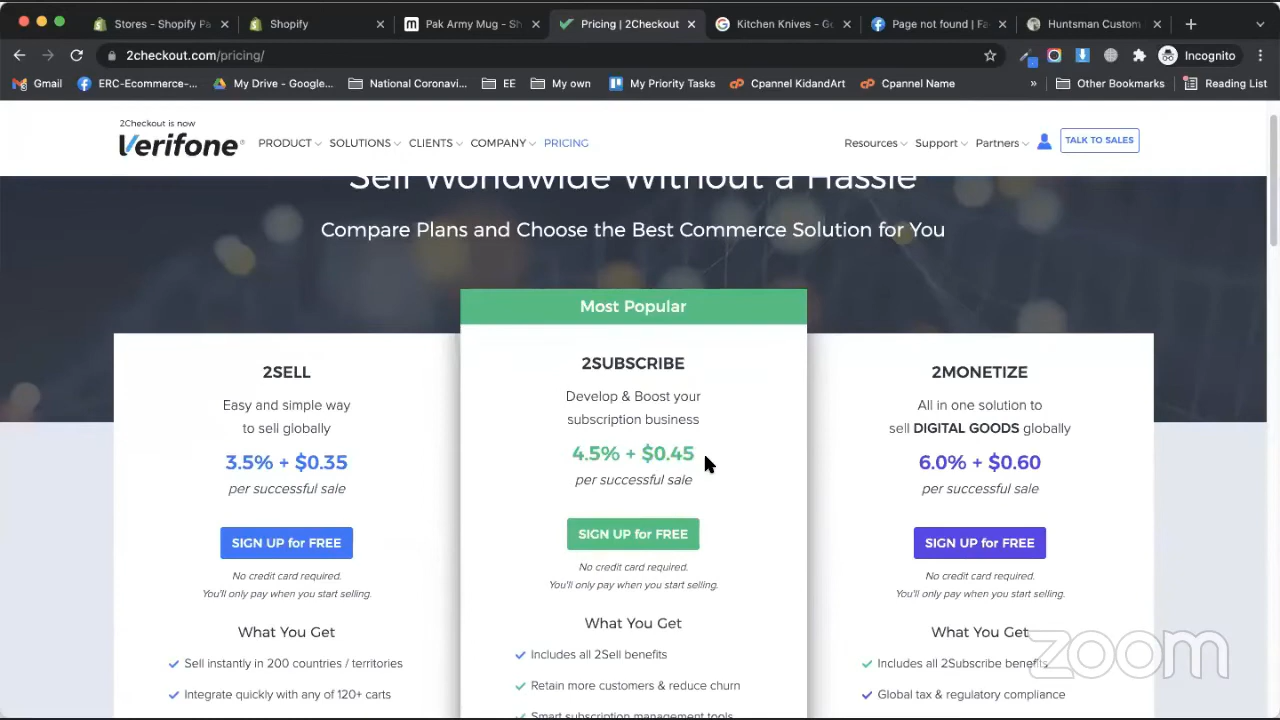 Stores - Shopify Pa
Shopify
Pak Army Mug - Sh
Pricing | 2Checkout
Kitchen Knives - Go
Page not found | Fa
Huntsman Custom
2checkout.com/pricing/
Incognito
Gmail
ERC-Ecommerce-...
My Drive - Google...
National Coronavi...
EE
My own
My Priority Tasks
Cpannel KidandArt
Cpannel Name
»
Other Bookmarks
Reading List
2Checkout is now
Verifone
PRODUCT
SOLUTIONS
CLIENTS
COMPANY
PRICING
Resources
Support
Partners
TALK TO SALES
Sell Worldwide Without a Hassle
Compare Plans and Choose the Best Commerce Solution for You
2SELL
Easy and simple way
to sell globally
3.5% + $0.35
per successful sale
SIGN UP for FREE
No credit card required.
You'll only pay when you start selling.
What You Get
Sell instantly in 200 countries / territories
Integrate quickly with any of 120+ carts
Most Popular
2SUBSCRIBE
Develop & Boost your
subscription business
4.5% + $0.45
per successful sale
SIGN UP for FREE
No credit card required.
You'll only pay when you start selling.
What You Get
Includes all 2Sell benefits
Retain more customers & reduce churn
Smart subscription management tools
2MONETIZE
All in one solution to
sell DIGITAL GOODS globally
6.0% + $0.60
per successful sale
SIGN UP for FREE
No credit card required.
You'll only pay when you start selling.
What You Get
Includes all 2Subscribe benefits
Global tax & regulatory compliance
zoom